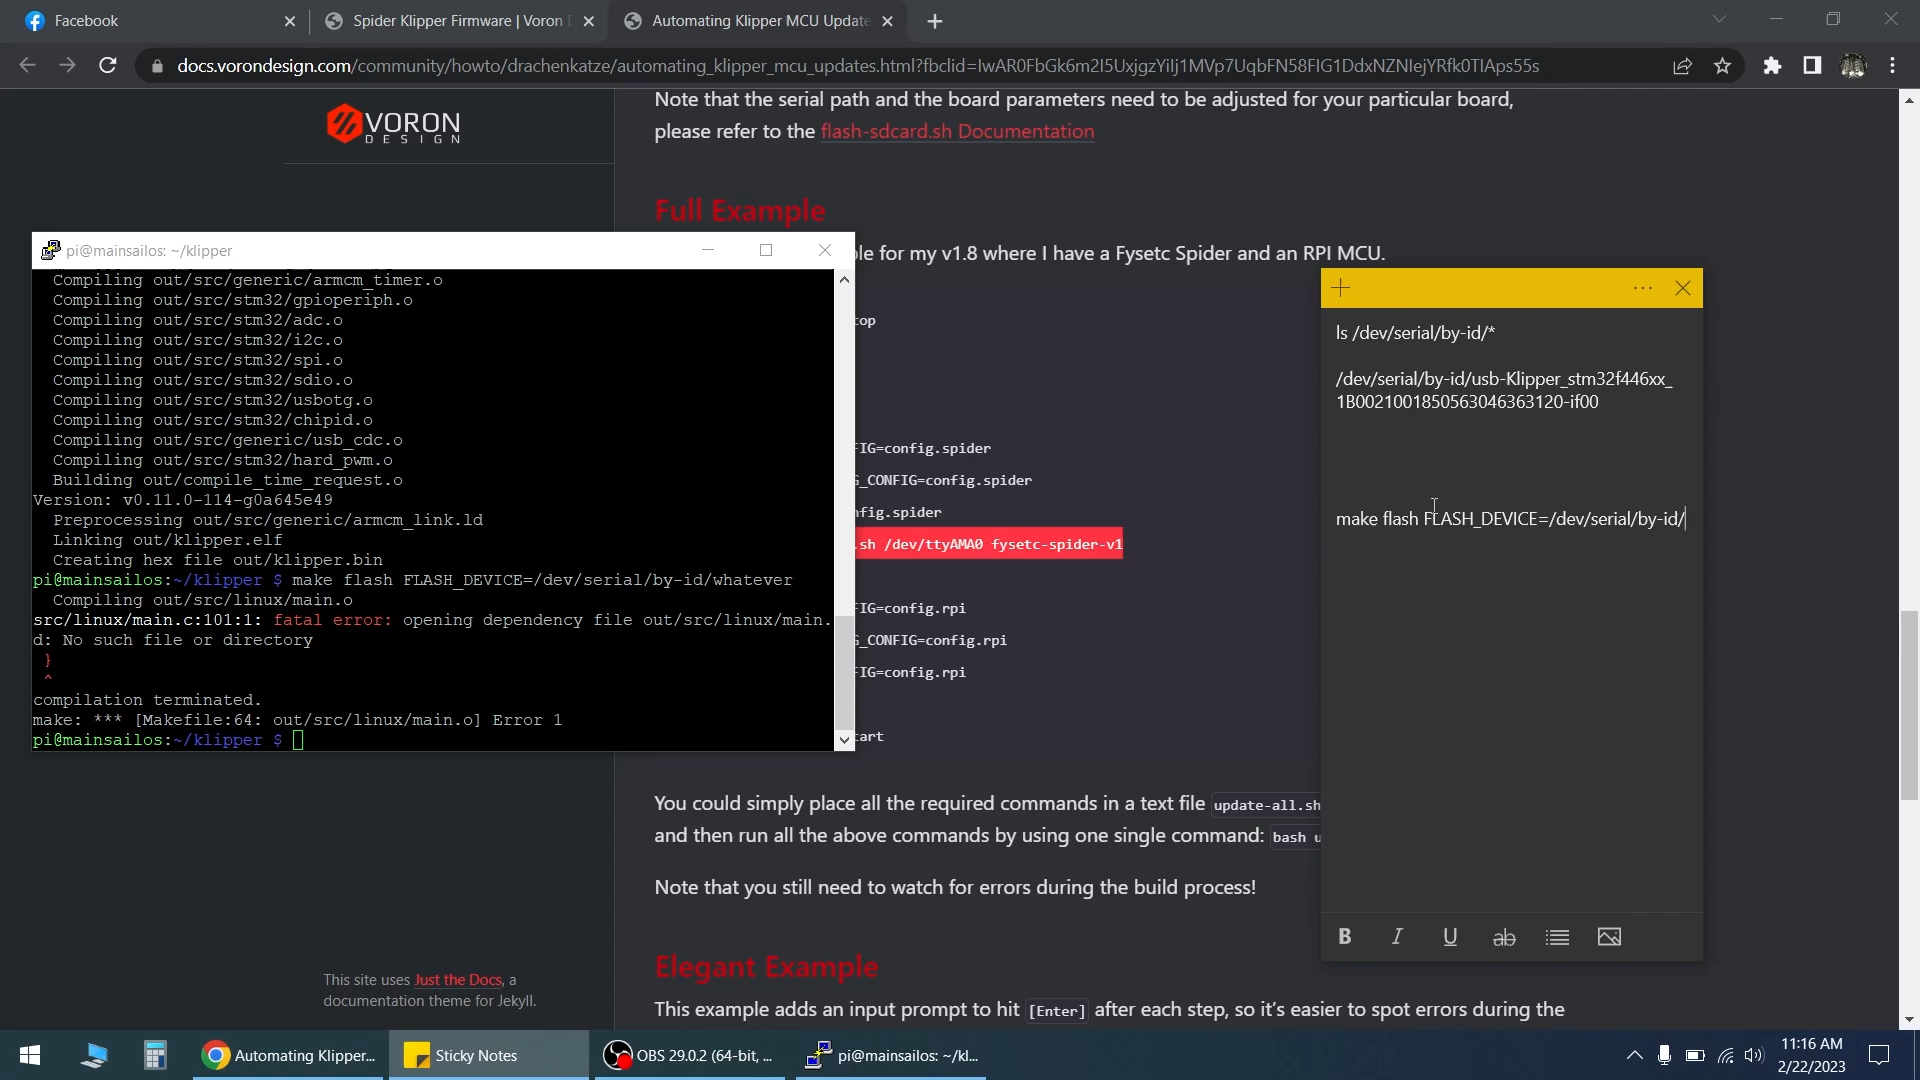 Facebook
Spider Klipper Firmware | Voron D
Automating Klipper MCU Update
docs.vorondesign.com/community/howto/drachenkatze/automating_klipper_mcu_updates.html?fbclid=IwAR0FbGk6m2I5UxjgzYiIj1MVp7UqbFN58FIG1DdxNZNIejYRfk0TIAps55s
VORON
DESIGN
Note that the serial path and the board parameters need to be adjusted for your particular board,
please refer to the flash-sdcard.sh Documentation
Full Example
ple for my v1.8 where I have a Fysetc Spider and an RPI MCU.
top
FIG=config.spider
G_CONFIG=config.spider
nfig.spider
.sh /dev/ttyAMA0 fysetc-spider-v1
FIG=config.rpi
G_CONFIG=config.rpi
FIG=config.rpi
tart
pi@mainsailos: ~/klipper
Compiling out/src/generic/armcm_timer.o
Compiling out/src/stm32/gpioperiph.o
Compiling out/src/stm32/adc.o
Compiling out/src/stm32/i2c.o
Compiling out/src/stm32/spi.o
Compiling out/src/stm32/sdio.o
Compiling out/src/stm32/usbotg.o
Compiling out/src/stm32/chipid.o
Compiling out/src/generic/usb_cdc.o
Compiling out/src/stm32/hard_pwm.o
Building out/compile_time_request.o
Version: v0.11.0-114-g0a645e49
Preprocessing out/src/generic/armcm_link.ld
Linking out/klipper.elf
Creating hex file out/klipper.bin
pi@mainsailos:~/klipper $ make flash FLASH_DEVICE=/dev/serial/by-id/whatever
Compiling out/src/linux/main.o
src/linux/main.c:101:1: fatal error: opening dependency file out/src/linux/main.
d: No such file or directory
}
^
compilation terminated.
make: *** [Makefile:64: out/src/linux/main.o] Error 1
pi@mainsailos:~/klipper $
ls /dev/serial/by-id/*
/dev/serial/by-id/usb-Klipper_stm32f446xx_
1B0021001850563046363120-if00
make flash FLASH_DEVICE=/dev/serial/by-id/
B I U ab
You could simply place all the required commands in a text file update-all.sh
and then run all the above commands by using one single command: bash u
Note that you still need to watch for errors during the build process!
Elegant Example
This example adds an input prompt to hit [Enter] after each step, so it's easier to spot errors during the
This site uses Just the Docs, a
documentation theme for Jekyll.
Automating Klipper...
Sticky Notes
OBS 29.0.2 (64-bit, ...
pi@mainsailos: ~/kl...
11:16 AM
2/22/2023